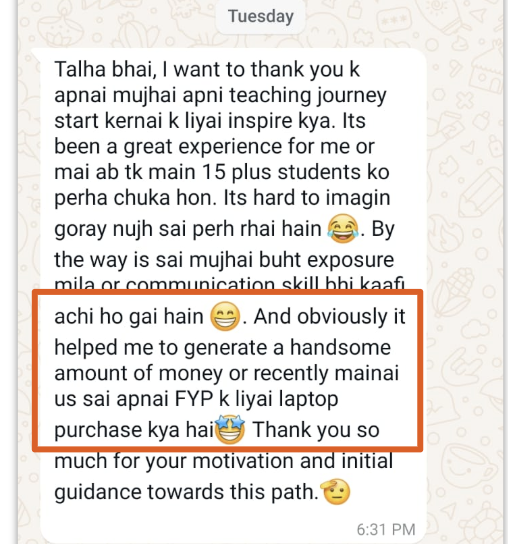 Tuesday
Talha bhai, I want to thank you k
apnai mujhai apni teaching journey
start kernai k liyai inspire kya. Its
been a great experience for me or
mai ab tk main 15 plus students ko
perha chuka hon. Its hard to imagin
goray nujh sai perh rhai hain 😂. By
the way is sai mujhai buht exposure
mila or communication skill bhi kaafi
achi ho gai hain 😁. And obviously it
helped me to generate a handsome
amount of money or recently mainai
us sai apnai FYP k liyai laptop
purchase kya hai🤩 Thank you so
much for your motivation and initial
guidance towards this path.🫡
6:31 PM